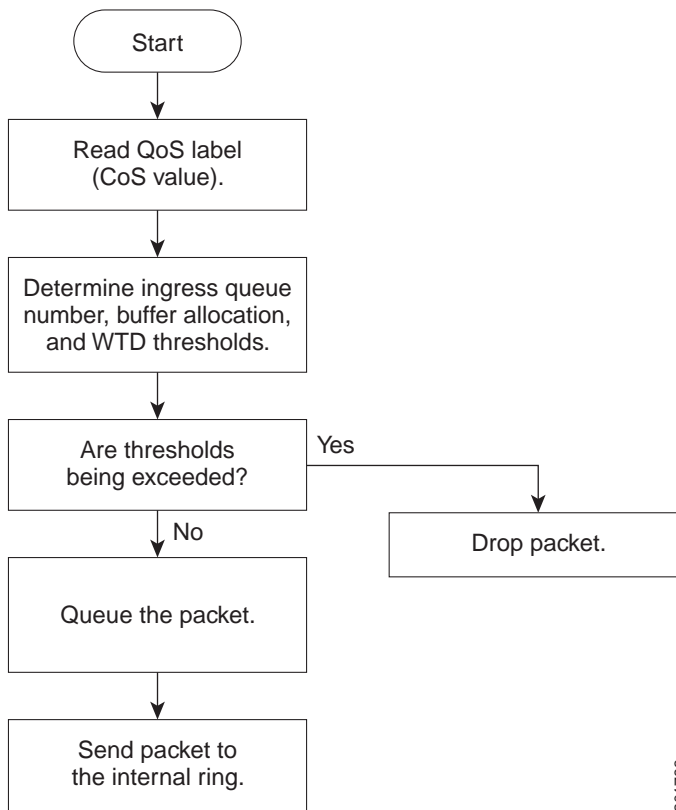 Start
Read QoS label
(CoS value).
Determine ingress queue
number, buffer allocation,
and WTD thresholds.
Are thresholds
being exceeded?
Yes
No
Drop packet.
Queue the packet.
Send packet to
the internal ring.